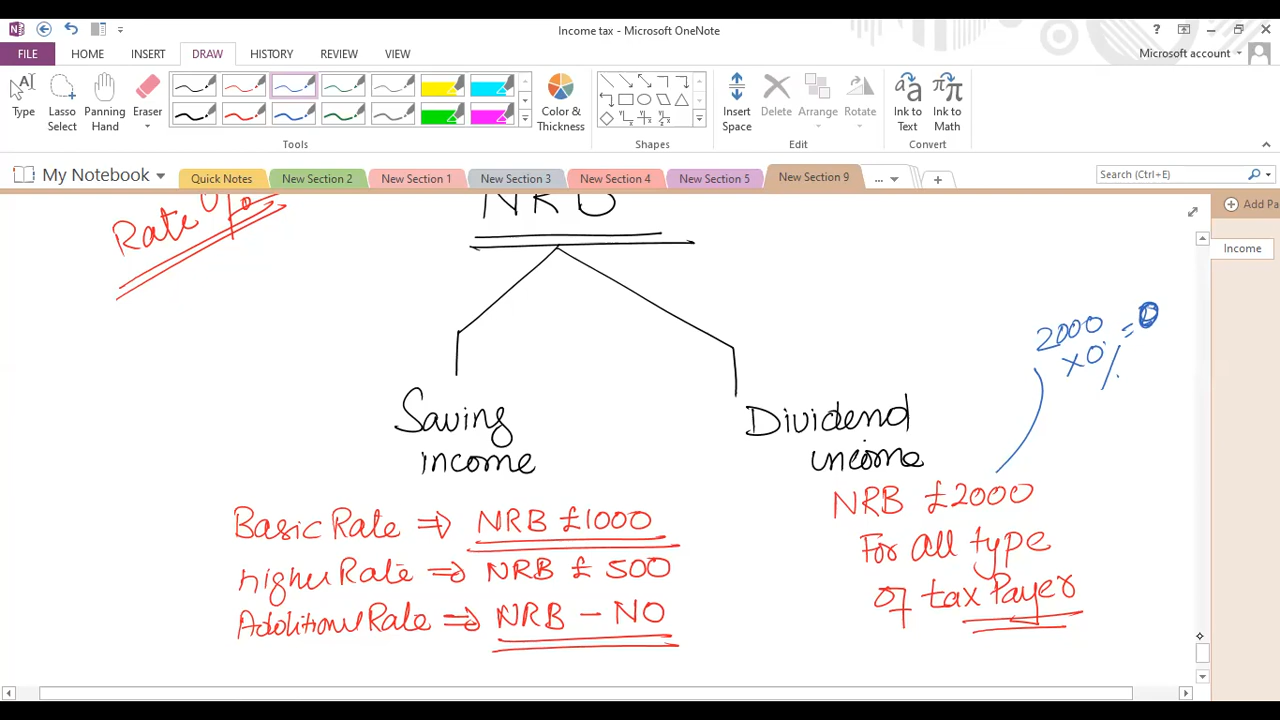 Income tax - Microsoft OneNote
FILE HOME INSERT DRAW HISTORY REVIEW VIEW
Microsoft account
Type
Lasso Select
Panning Hand
Eraser
Color & Thickness
Insert Space
Delete
Arrange
Rotate
Ink to Text
Ink to Math
Tools
Shapes
Edit
Convert
My Notebook
Quick Notes
New Section 2
New Section 1
New Section 3
New Section 4
New Section 5
New Section 9
...
Search (Ctrl+E)
Add Pa
Income
Rate 0%
NRB
2000 = 0
×0%
Saving
income
Dividend
income
Basic Rate ⇒ NRB £1000
higher Rate ⇒ NRB £ 500
Additional Rate ⇒ NRB - NO
NRB £2000
For all type
of tax Payer